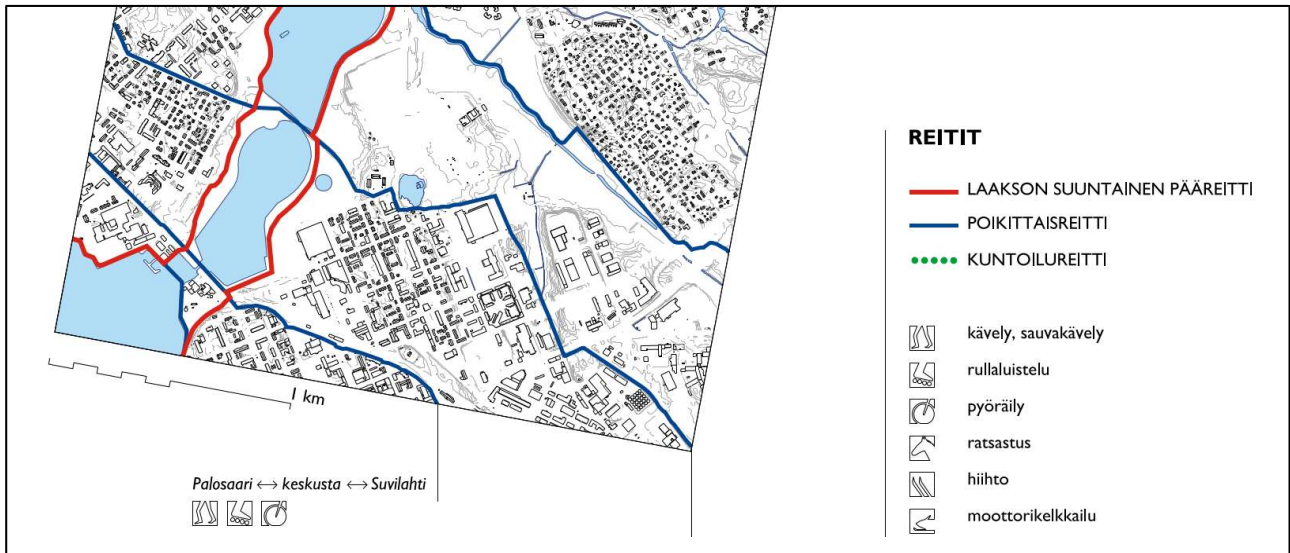 REITIT
LAAKSON SUUNTAINEN PÄÄREITTI
POIKITTAISREITTI
KUNTOILUREITTI
kävely, sauvakävely
rullaluistelu
pyöräily
ratsastus
hiihto
moottorikelkkailu
1 km
Palosaari ↔ keskusta ↔ Suvilahti